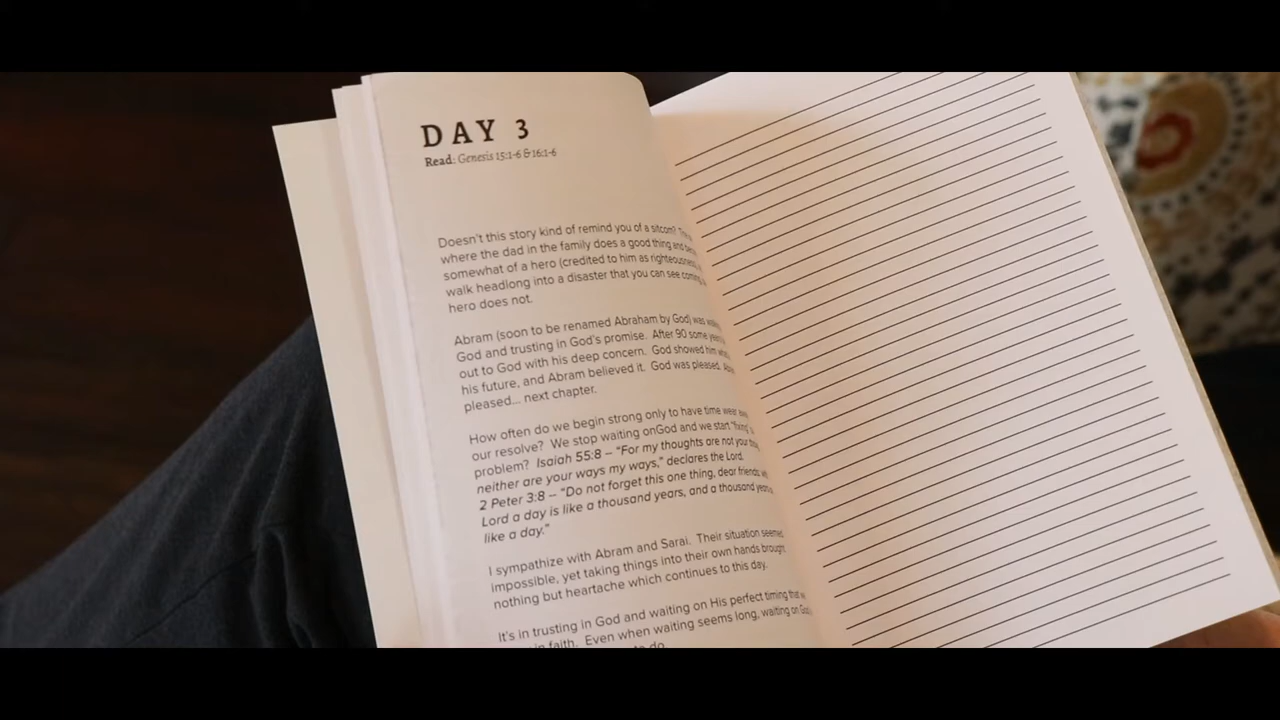 DAY 3
Read: Genesis 15:1-6 & 16:1-6
Doesn't this story kind of remind you of a sitcom?
where the dad in the family does a good thing and
somewhat of a hero (credited to him as righteousness
walk headlong into a disaster that you can see coming,
hero does not.
Abram (soon to be renamed Abraham by God) was
God and trusting in God's promise. After 90 some years
out to God with his deep concern. God showed him
his future, and Abram believed it. God was pleased.
pleased... next chapter.
How often do we begin strong only to have time wear away
our resolve? We stop waiting onGod and we start "fixing"
problem? Isaiah 55:8 – "For my thoughts are not your
neither are your ways my ways," declares the Lord.
2 Peter 3:8 – "Do not forget this one thing, dear friends
Lord a day is like a thousand years, and a thousand years
like a day."
I sympathize with Abram and Sarai. Their situation seemed
impossible, yet taking things into their own hands brought
nothing but heartache which continues to this day.
It's in trusting in God and waiting on His perfect timing that
in faith. Even when waiting seems long, waiting on God
to do